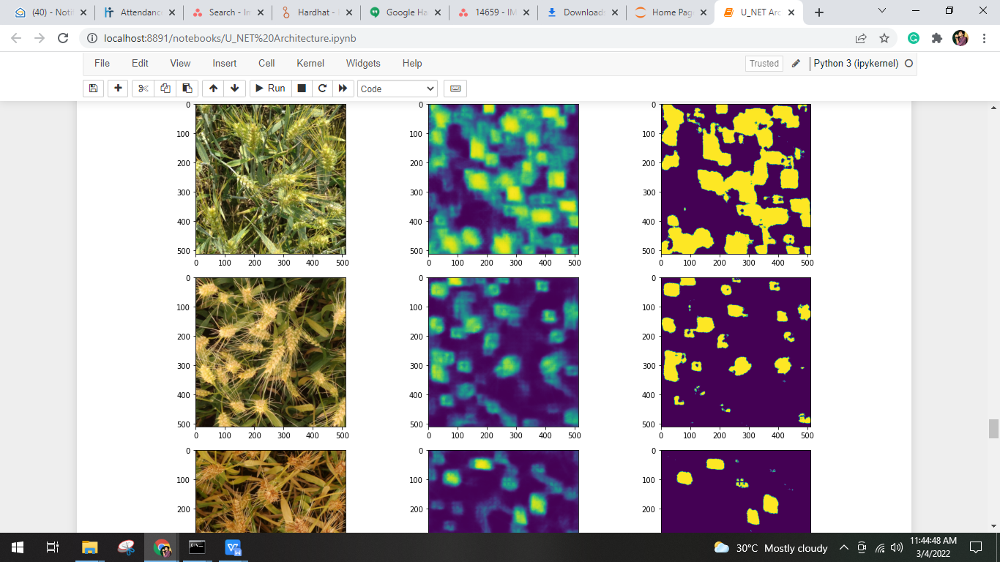 (40) - Noti
Attendanc
Search - In
Hardhat -
Google Ha
14659 - IM
Download
Home Pag
U_NET Arc
localhost:8891/notebooks/U_NET%20Architecture.ipynb
File Edit View Insert Cell Kernel Widgets Help
Trusted
Python 3 (ipykernel)
Run
Code
0 0 0
100 100 100
200 200 200
300 300 300
400 400 400
500 500 500
0 100 200 300 400 500 0 100 200 300 400 500 0 100 200 300 400 500
0 0 0
100 100 100
200 200 200
300 300 300
400 400 400
500 500 500
0 100 200 300 400 500 0 100 200 300 400 500 0 100 200 300 400 500
0 0 0
100 100 100
200 200 200
30°C Mostly cloudy
11:44:48 AM
3/4/2022